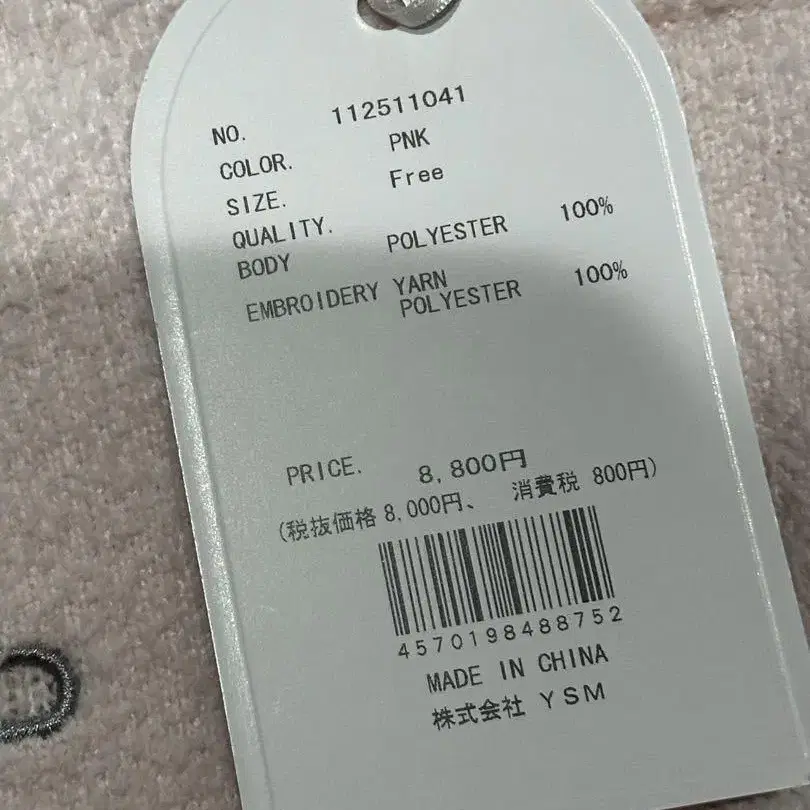 NO. 112511041
COLOR. PNK
SIZE. Free
QUALITY.
BODY POLYESTER 100%
EMBROIDERY YARN
POLYESTER 100%
PRICE. 8,800円
(税抜価格 8,000円、 消費税 800円)
4570198488752
MADE IN CHINA
株式会社 YSM